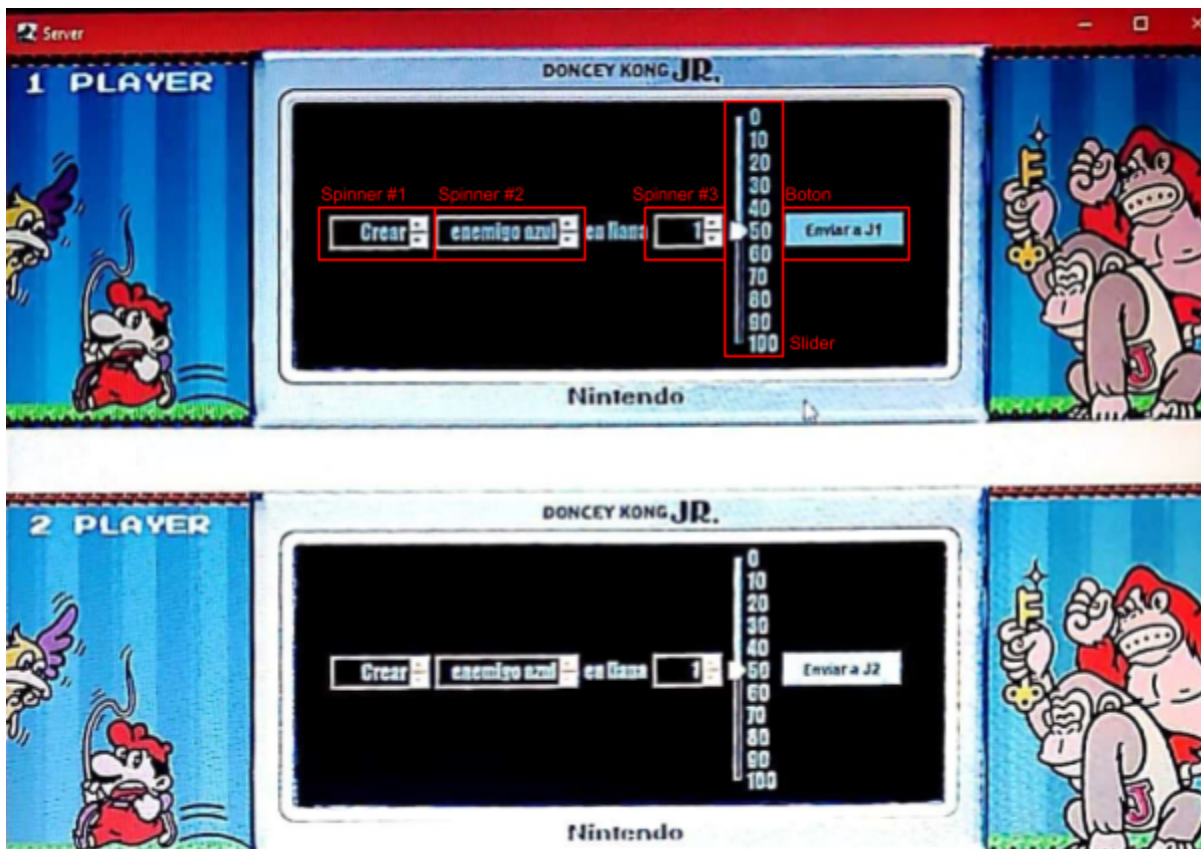 Server
1 PLAYER
DONCEY KONG JR.
0
10
20
30
Spinner #1 Spinner #2 Spinner #3 Boton
40
Crear enemigo azul en liana 1 50 Enviar a J1
60
70
80
90
100 Slider
Nintendo
2 PLAYER
DONCEY KONG JR.
0
10
20
30
40
Crear enemigo azul en liana 1 50 Enviar a J2
60
70
80
90
100
Nintendo
J
J